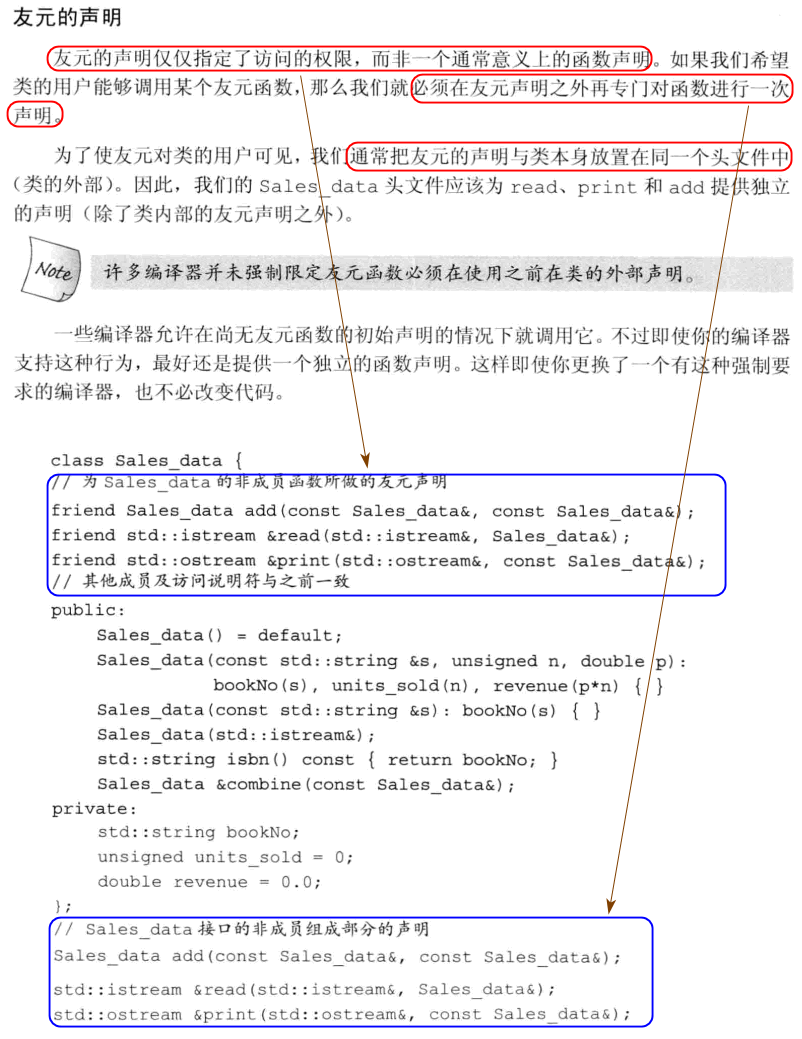 友元的声明
友元的声明仅仅指定了访问的权限，而非一个通常意义上的函数声明。如果我们希望
类的用户能够调用某个友元函数，那么我们就必须在友元声明之外再专门对函数进行一次
声明。
为了使友元对类的用户可见，我们通常把友元的声明与类本身放置在同一个头文件中
（类的外部）。因此，我们的 Sales_data 头文件应该为 read、print 和 add 提供独立
的声明（除了类内部的友元声明之外）。
Note 许多编译器并未强制限定友元函数必须在使用之前在类的外部声明。
一些编译器允许在尚无友元函数的初始声明的情况下就调用它。不过即使你的编译器
支持这种行为，最好还是提供一个独立的函数声明。这样即使你更换了一个有这种强制要
求的编译器，也不必改变代码。
class Sales_data {
// 为 Sales_data 的非成员函数所做的友元声明
friend Sales_data add(const Sales_data&, const Sales_data&);
friend std::istream &read(std::istream&, Sales_data&);
friend std::ostream &print(std::ostream&, const Sales_data&);
// 其他成员及访问说明符与之前一致
public:
    Sales_data() = default;
    Sales_data(const std::string &s, unsigned n, double p):
              bookNo(s), units_sold(n), revenue(p*n) { }
    Sales_data(const std::string &s): bookNo(s) { }
    Sales_data(std::istream&);
    std::string isbn() const { return bookNo; }
    Sales_data &combine(const Sales_data&);
private:
    std::string bookNo;
    unsigned units_sold = 0;
    double revenue = 0.0;
};
// Sales_data 接口的非成员组成部分的声明
Sales_data add(const Sales_data&, const Sales_data&);
std::istream &read(std::istream&, Sales_data&);
std::ostream &print(std::ostream&, const Sales_data&);